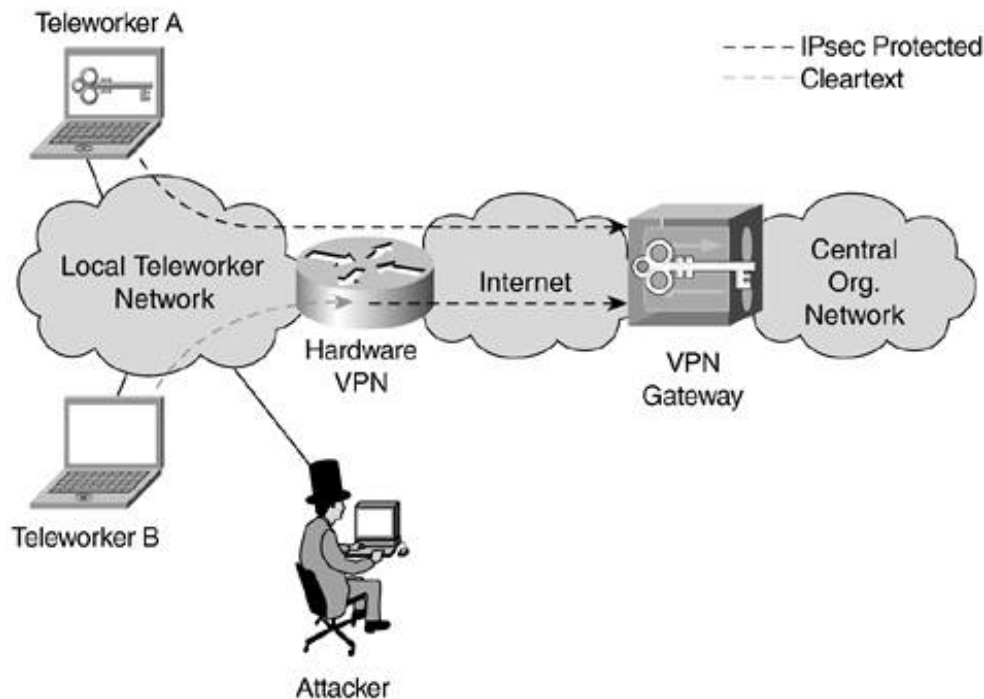 Teleworker A
IPsec Protected
Cleartext
Local Teleworker
Network
Internet
Central
Org.
Network
Hardware
VPN
VPN
Gateway
Teleworker B
Attacker